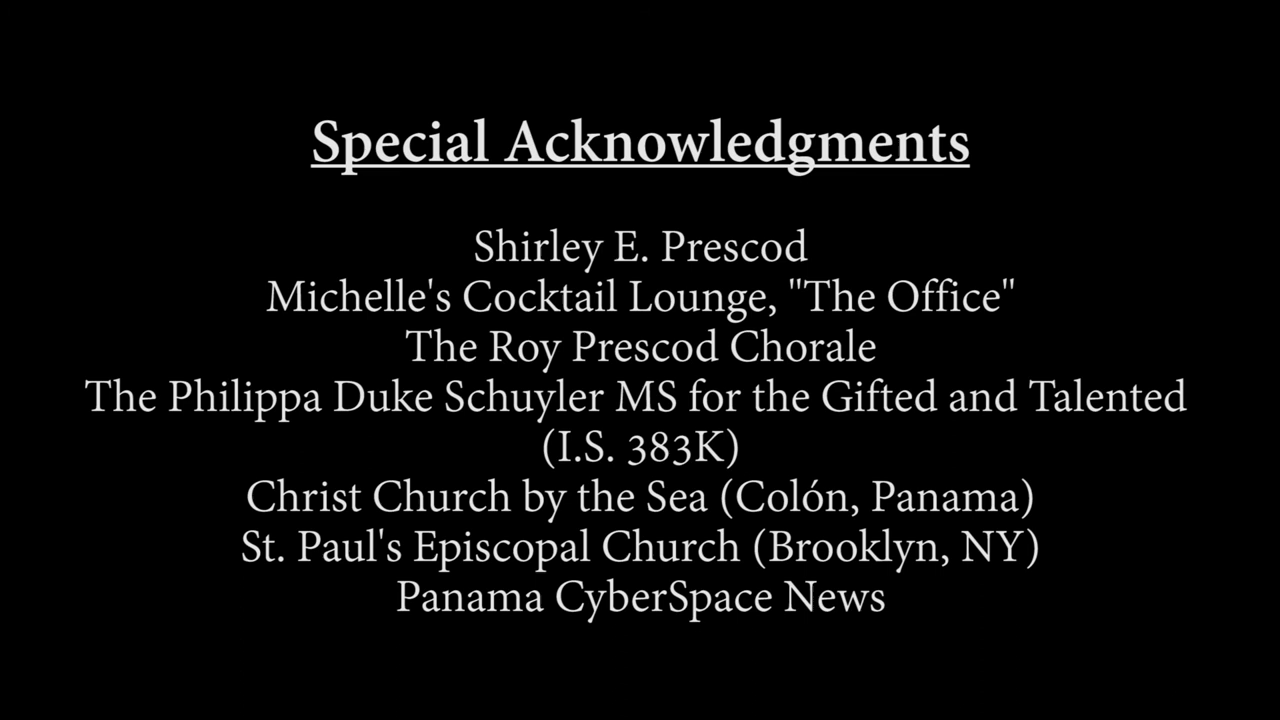 Special Acknowledgments
Shirley E. Prescod
Michelle's Cocktail Lounge, "The Office"
The Roy Prescod Chorale
The Philippa Duke Schuyler MS for the Gifted and Talented
(I.S. 383K)
Christ Church by the Sea (Colón, Panama)
St. Paul's Episcopal Church (Brooklyn, NY)
Panama CyberSpace News